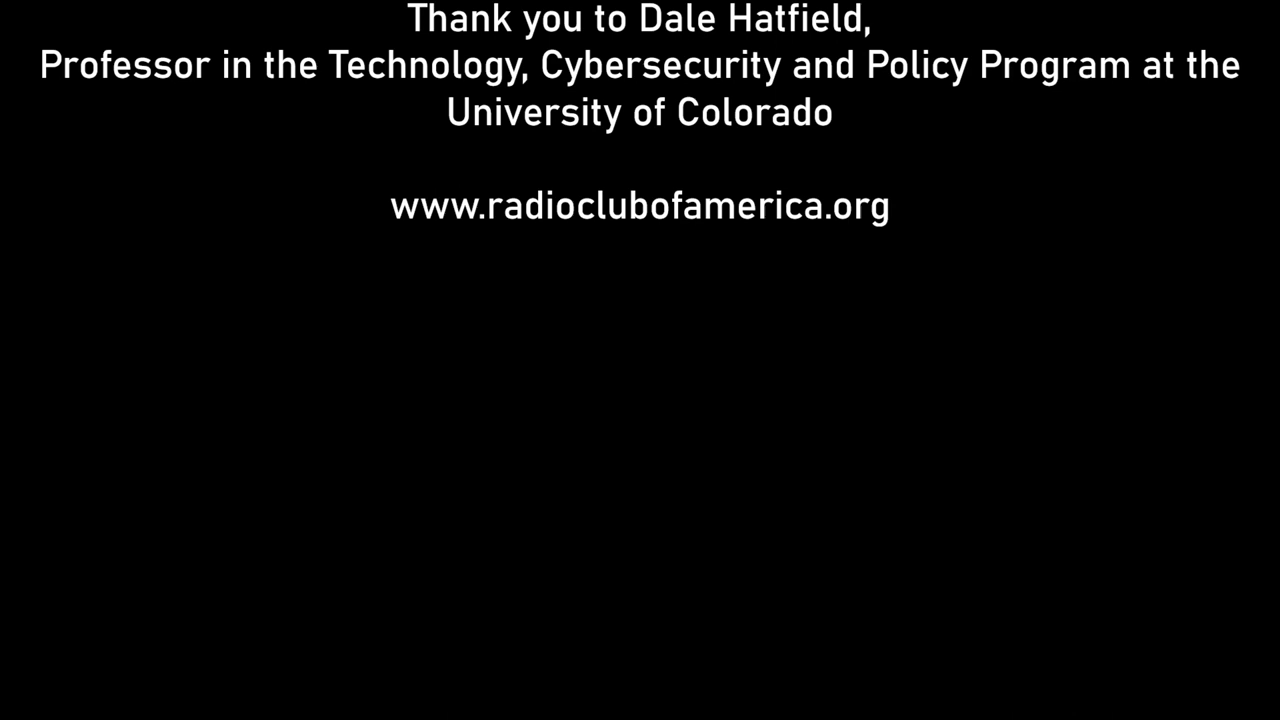 Thank you to Dale Hatfield,
Professor in the Technology, Cybersecurity and Policy Program at the
University of Colorado
www.radioclubofamerica.org